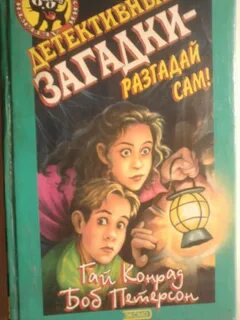 ДЕТЕКТИВНЫЕ
ЗАГАДКИ-
РАЗГАДАЙ
САМ!
Гай Конрад
Боб Петерсон